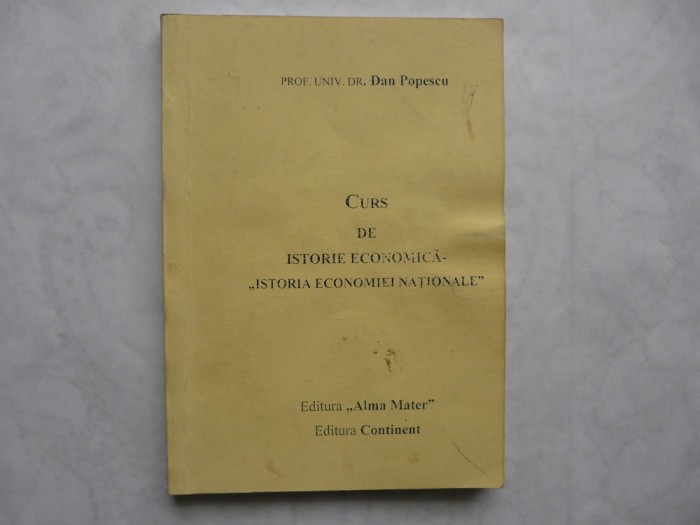 PROF. UNIV. DR. Dan Popescu
CURS
DE
ISTORIE ECONOMICĂ-
„ISTORIA ECONOMIEI NAȚIONALE”
Editura „Alma Mater”
Editura Continent